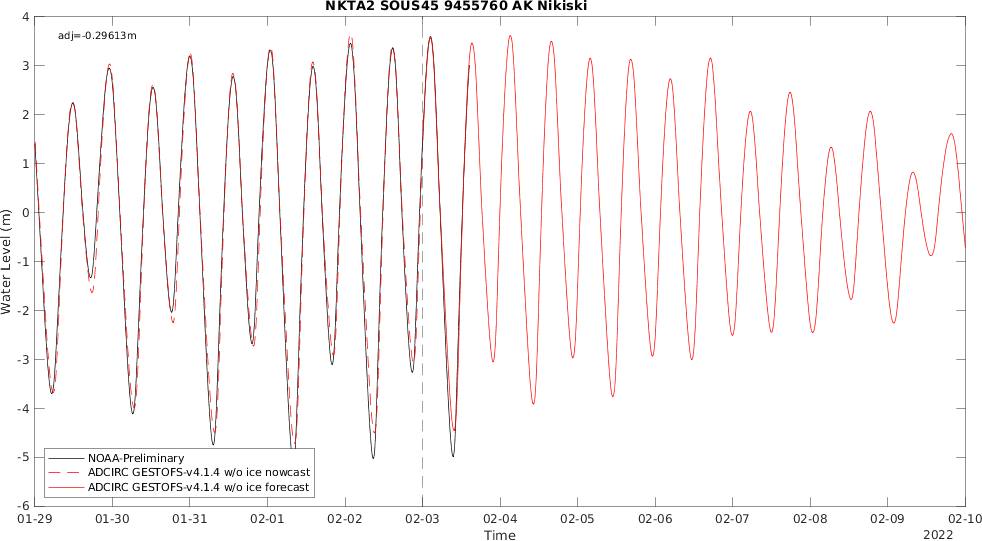 NKTA2 SOUS45 9455760 AK Nikiski
adj=-0.29613m
4
3
2
1
0
-1
-2
-3
-4
-5
-6
Water Level (m)
NOAA-Preliminary
ADCIRC GESTOFS-v4.1.4 w/o ice nowcast
ADCIRC GESTOFS-v4.1.4 w/o ice forecast
01-29 01-30 01-31 02-01 02-02 02-03 02-04 02-05 02-06 02-07 02-08 02-09 02-10
Time
2022